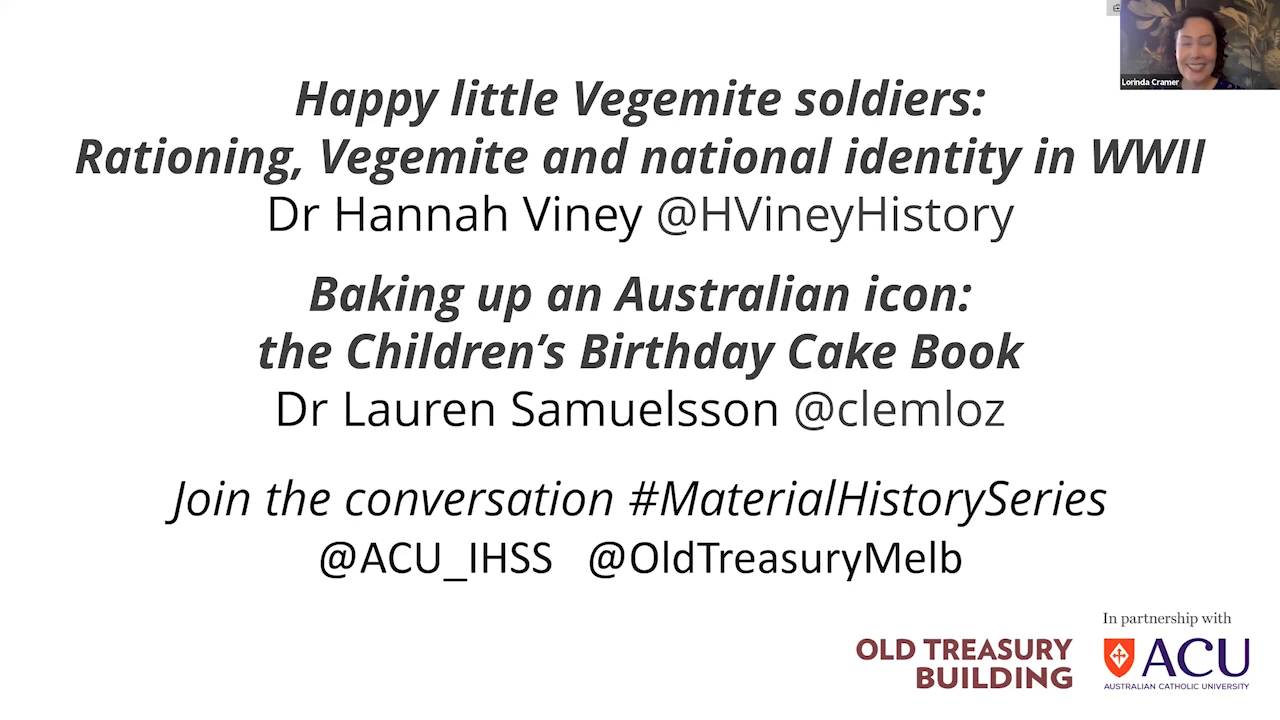 Lorinda Cramer
Happy little Vegemite soldiers:
Rationing, Vegemite and national identity in WWII
Dr Hannah Viney @HVineyHistory
Baking up an Australian icon:
the Children’s Birthday Cake Book
Dr Lauren Samuelsson @clemloz
Join the conversation #MaterialHistorySeries
@ACU_IHSS @OldTreasuryMelb
In partnership with
OLD TREASURY
BUILDING
ACU
AUSTRALIAN CATHOLIC UNIVERSITY